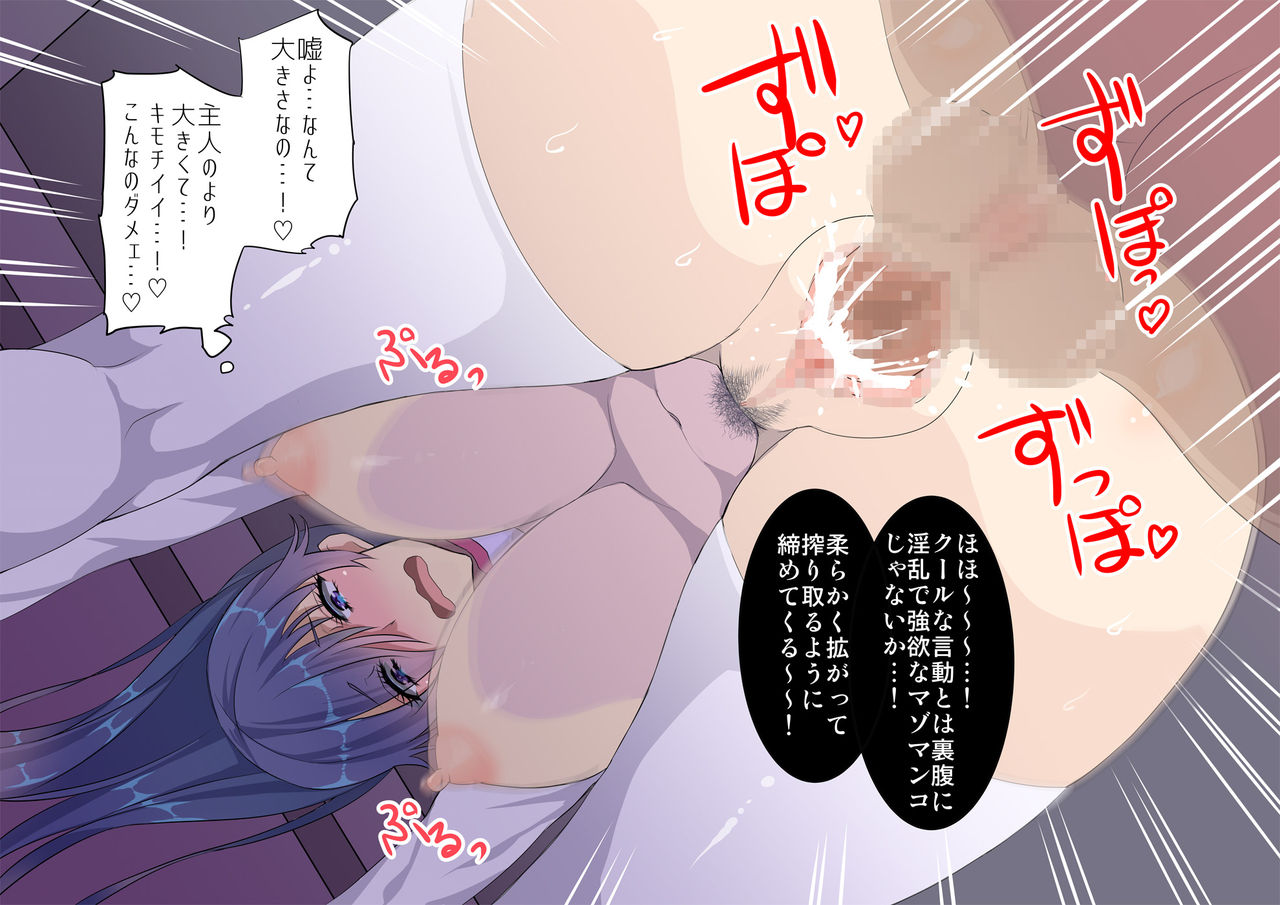 ずぽっ♡
ずぽ♡
嘘よ…なんて
大きさなの…！♡
主人のより
大きくて…！
キモチイイ…！♡
こんなのダメェ…♡
ぷるっ
ずっぽ♡
ほほ～～～…！
クールな言動とは裏腹に
淫乱で強欲なマゾマンコ
じゃないか…！
柔らかく拡がって
搾り取るように
締めてくる～～！
ぷるっ